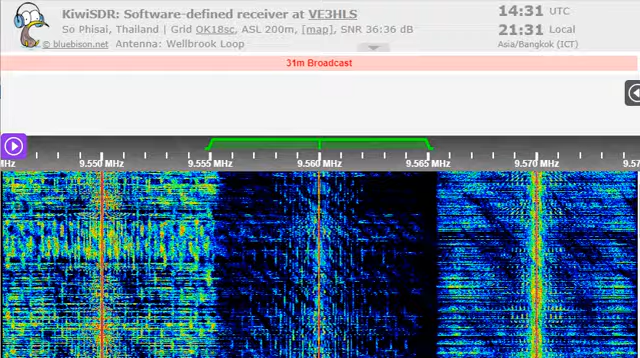 KiwiSDR: Software-defined receiver at VE3HLS
14:31 UTC
So Phisai, Thailand | Grid OK18sc, ASL 200m, [map], SNR 36:36 dB
21:31 Local
© bluebison.net Antenna: Wellbrook Loop
Asia/Bangkok (ICT)
31m Broadcast
MHz 9.550 MHz 9.555 9.560 MHz 9.565 MHz 9.570 MHz 9.57